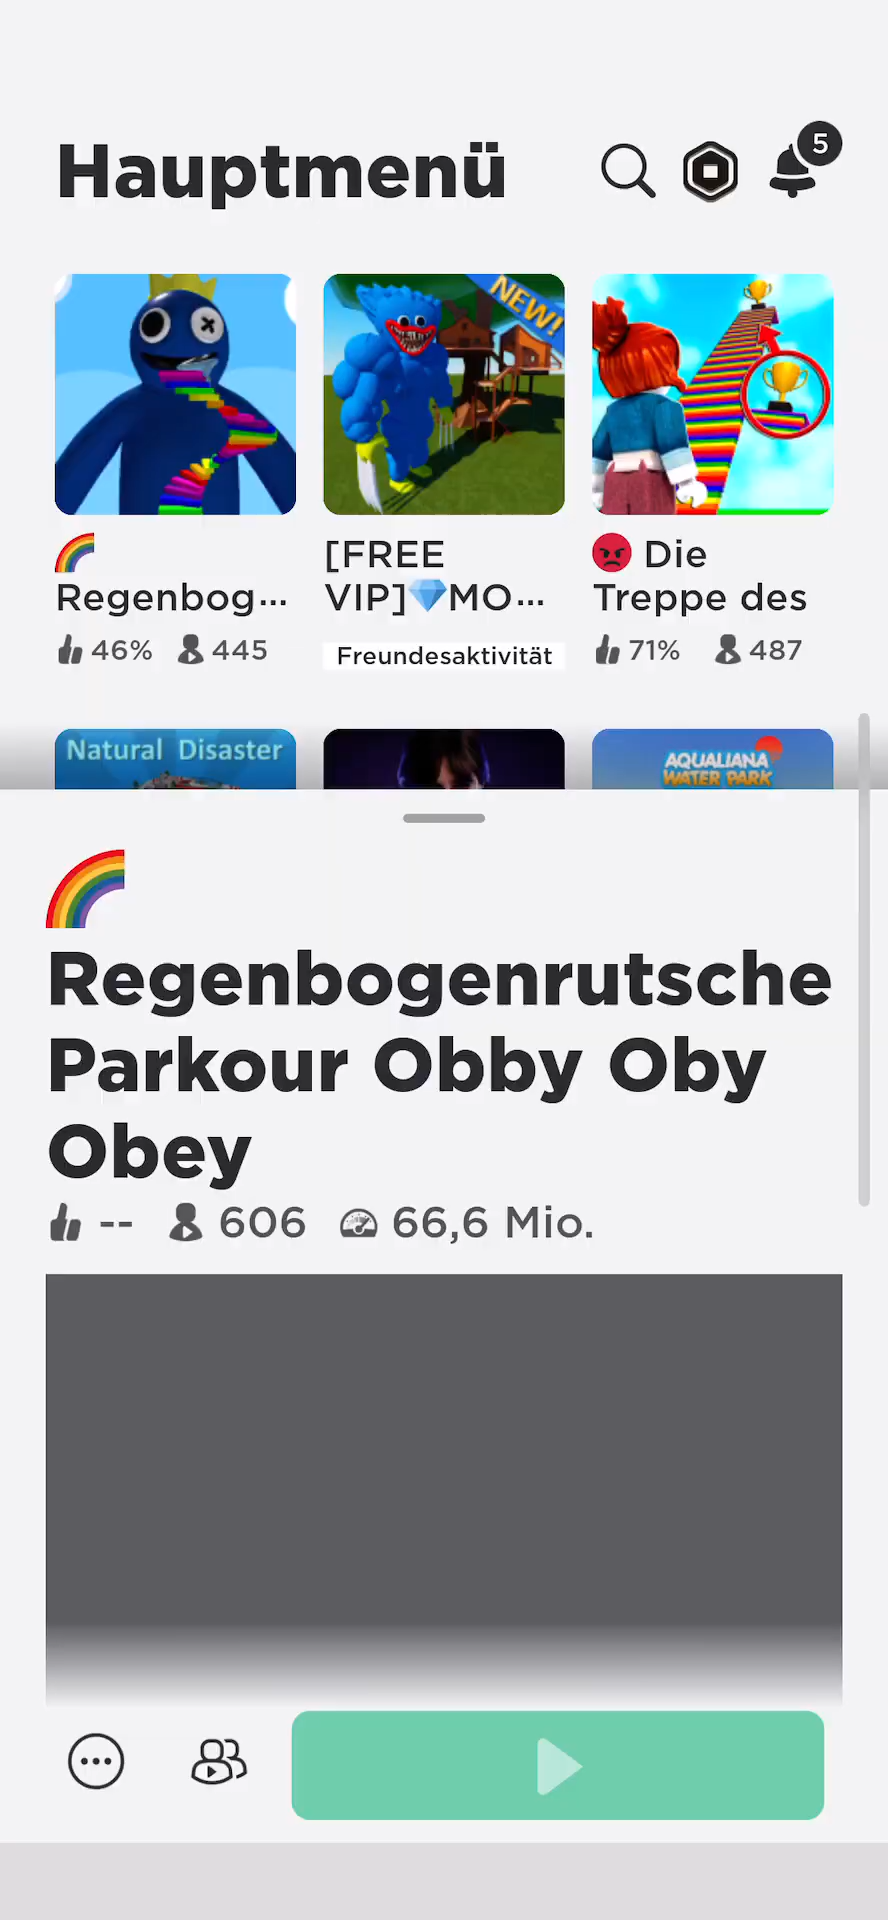 Hauptmenü
5
NEW!
Regenbog...
46% 445
[FREE
VIP]💎MO...
Freundesaktivität
😡 Die
Treppe des
71% 487
Natural Disaster
AQUALIANA
WATER PARK
🌈
Regenbogenrutsche
Parkour Obby Oby
Obey
-- 606 66,6 Mio.